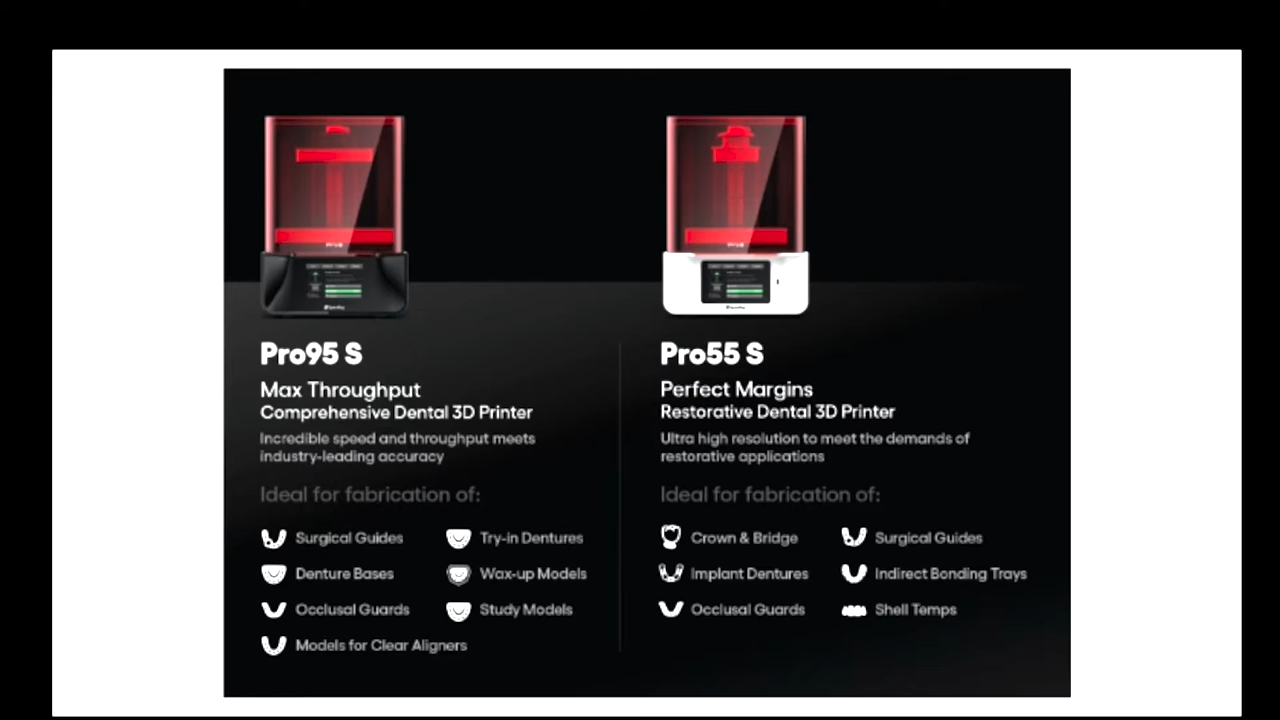 Pro95 S
Max Throughput
Comprehensive Dental 3D Printer
Incredible speed and throughput meets
industry-leading accuracy
Ideal for fabrication of:
Surgical Guides
Try-in Dentures
Denture Bases
Wax-up Models
Occlusal Guards
Study Models
Models for Clear Aligners
Pro55 S
Perfect Margins
Restorative Dental 3D Printer
Ultra high resolution to meet the demands of
restorative applications
Ideal for fabrication of:
Crown & Bridge
Surgical Guides
Implant Dentures
Indirect Bonding Trays
Occlusal Guards
Shell Temps